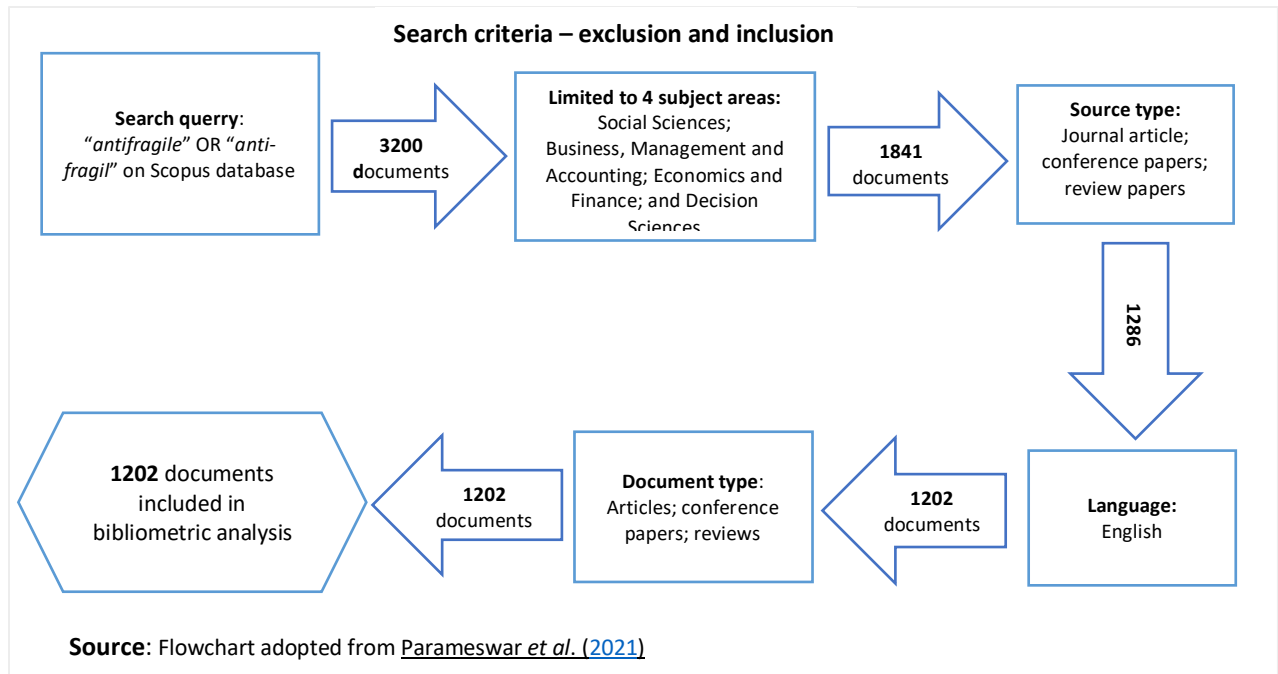 Search criteria – exclusion and inclusion
Search querry:
“antifragile” OR “anti-
fragil” on Scopus database
3200
documents
Limited to 4 subject areas:
Social Sciences;
Business, Management and
Accounting; Economics and
Finance; and Decision
Sciences
1841
documents
Source type:
Journal article;
conference papers;
review papers
1286
Language:
English
1202
documents
Document type:
Articles; conference
papers; reviews
1202
documents
1202 documents
included in
bibliometric analysis
Source: Flowchart adopted from Parameswar et al. (2021)